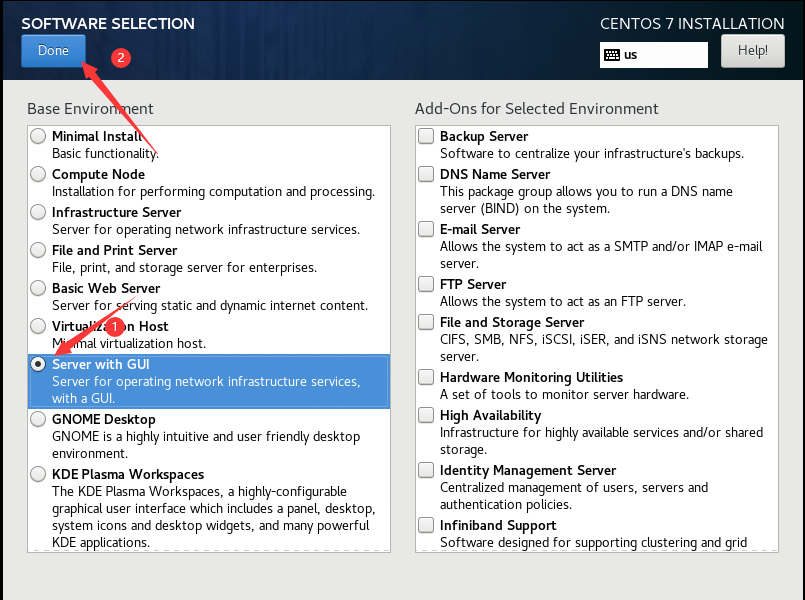 SOFTWARE SELECTION
CENTOS 7 INSTALLATION
Done
2
us
Help!
Base Environment
Minimal Install
Basic functionality.
Compute Node
Installation for performing computation and processing.
Infrastructure Server
Server for operating network infrastructure services.
File and Print Server
File, print, and storage server for enterprises.
Basic Web Server
Server for serving static and dynamic internet content.
Virtualization Host
1
Minimal virtualization host.
Server with GUI
Server for operating network infrastructure services,
with a GUI.
GNOME Desktop
GNOME is a highly intuitive and user friendly desktop
environment.
KDE Plasma Workspaces
The KDE Plasma Workspaces, a highly-configurable
graphical user interface which includes a panel, desktop,
system icons and desktop widgets, and many powerful
KDE applications.
Add-Ons for Selected Environment
Backup Server
Software to centralize your infrastructure's backups.
DNS Name Server
This package group allows you to run a DNS name
server (BIND) on the system.
E-mail Server
Allows the system to act as a SMTP and/or IMAP e-mail
server.
FTP Server
Allows the system to act as an FTP server.
File and Storage Server
CIFS, SMB, NFS, iSCSI, iSER, and iSNS network storage
server.
Hardware Monitoring Utilities
A set of tools to monitor server hardware.
High Availability
Infrastructure for highly available services and/or shared
storage.
Identity Management Server
Centralized management of users, servers and
authentication policies.
Infiniband Support
Software designed for supporting clustering and grid